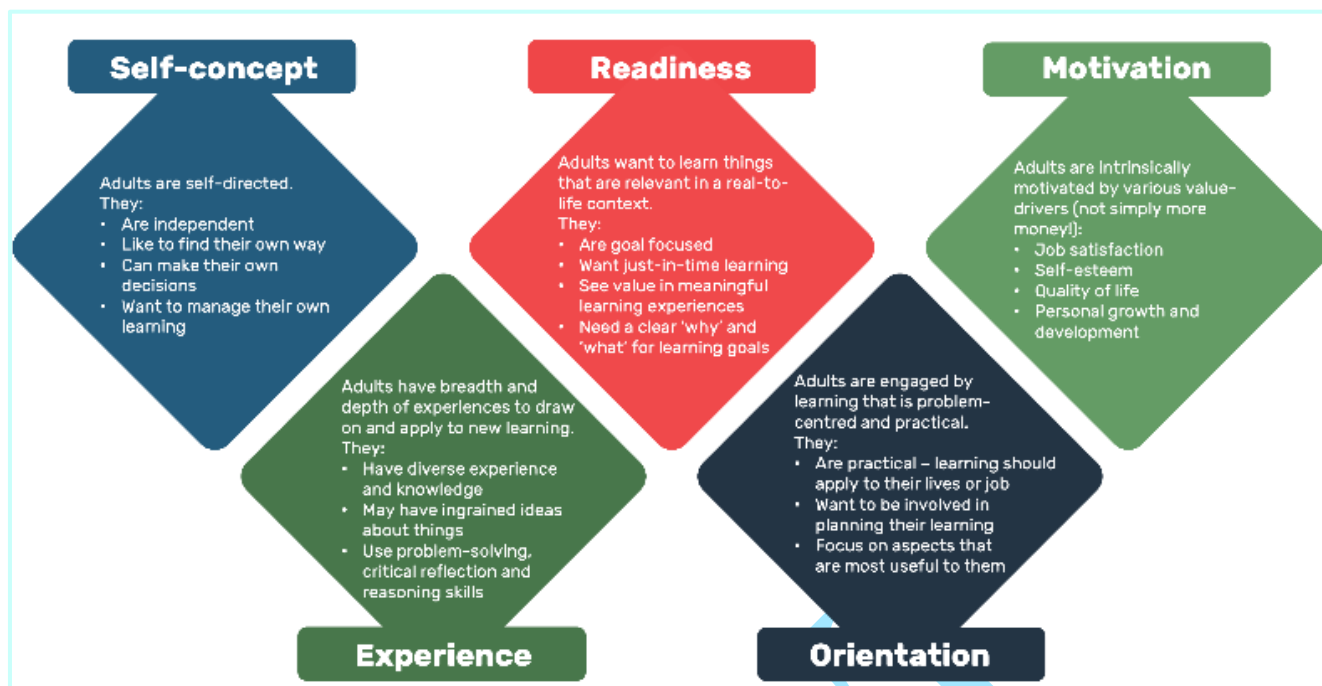 Self-concept
Adults are self-directed.
They:
• Are independent
• Like to find their own way
• Can make their own
decisions
• Want to manage their own
learning
Experience
Adults have breadth and
depth of experiences to draw
on and apply to new learning.
They:
• Have diverse experience
and knowledge
• May have ingrained ideas
about things
• Use problem-solving,
critical reflection and
reasoning skills
Readiness
Adults want to learn things
that are relevant in a real-to-
life context.
They:
• Are goal focused
• Want just-in-time learning
• See value in meaningful
learning experiences
• Need a clear ‘why’ and
‘what’ for learning goals
Orientation
Adults are engaged by
learning that is problem-
centred and practical.
They:
• Are practical – learning should
apply to their lives or job
• Want to be involved in
planning their learning
• Focus on aspects that
are most useful to them
Motivation
Adults are intrinsically
motivated by various value-
drivers (not simply more
money!):
• Job satisfaction
• Self-esteem
• Quality of life
• Personal growth and
development